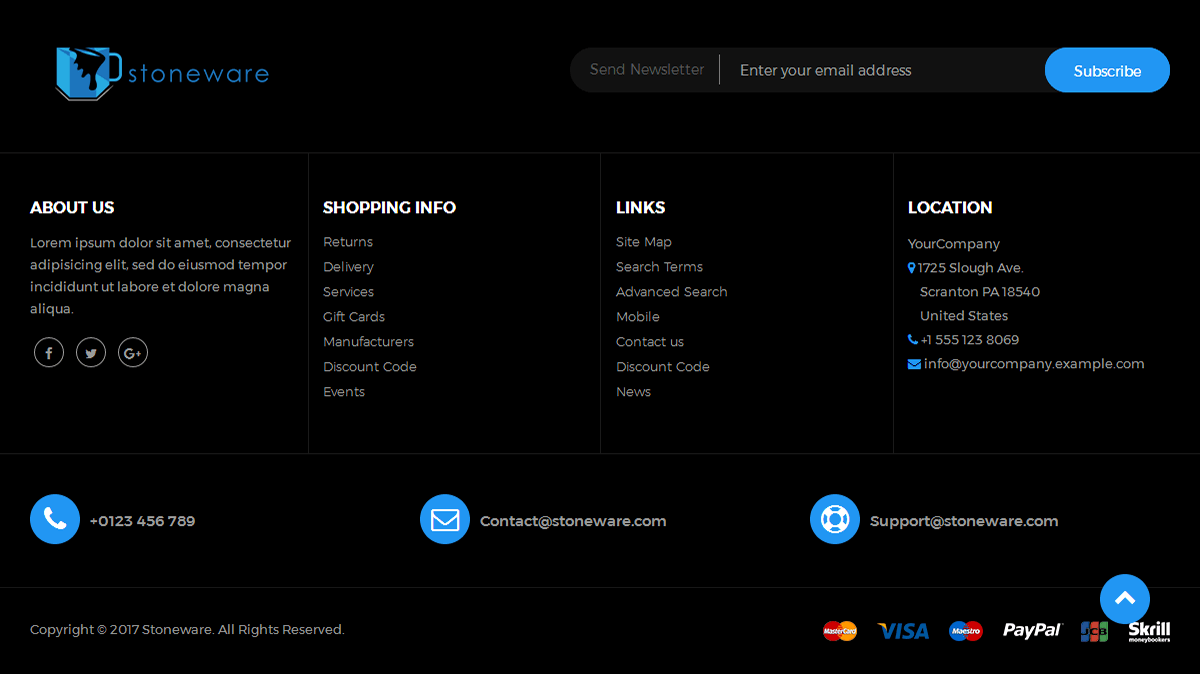 stoneware
Send Newsletter
Enter your email address
Subscribe
ABOUT US
Lorem ipsum dolor sit amet, consectetur
adipisicing elit, sed do eiusmod tempor
incididunt ut labore et dolore magna
aliqua.
G+
SHOPPING INFO
Returns
Delivery
Services
Gift Cards
Manufacturers
Discount Code
Events
LINKS
Site Map
Search Terms
Advanced Search
Mobile
Contact us
Discount Code
News
LOCATION
YourCompany
1725 Slough Ave.
Scranton PA 18540
United States
+1 555 123 8069
info@yourcompany.example.com
+0123 456 789
Contact@stoneware.com
Support@stoneware.com
Copyright © 2017 Stoneware. All Rights Reserved.
MasterCard
VISA
Maestro
PayPal
JCB
Skrill
moneybookers